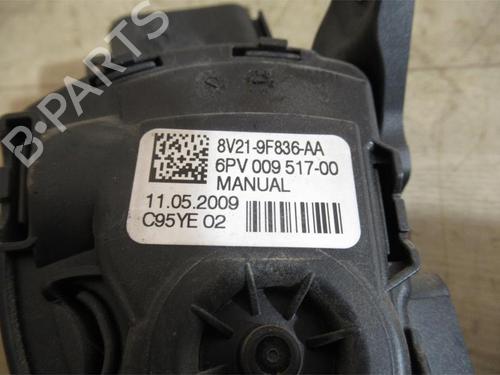 B-PARTS
8V21-9F836-AA
6PV 009 517-00
MANUAL
11.05.2009
C95YE 02